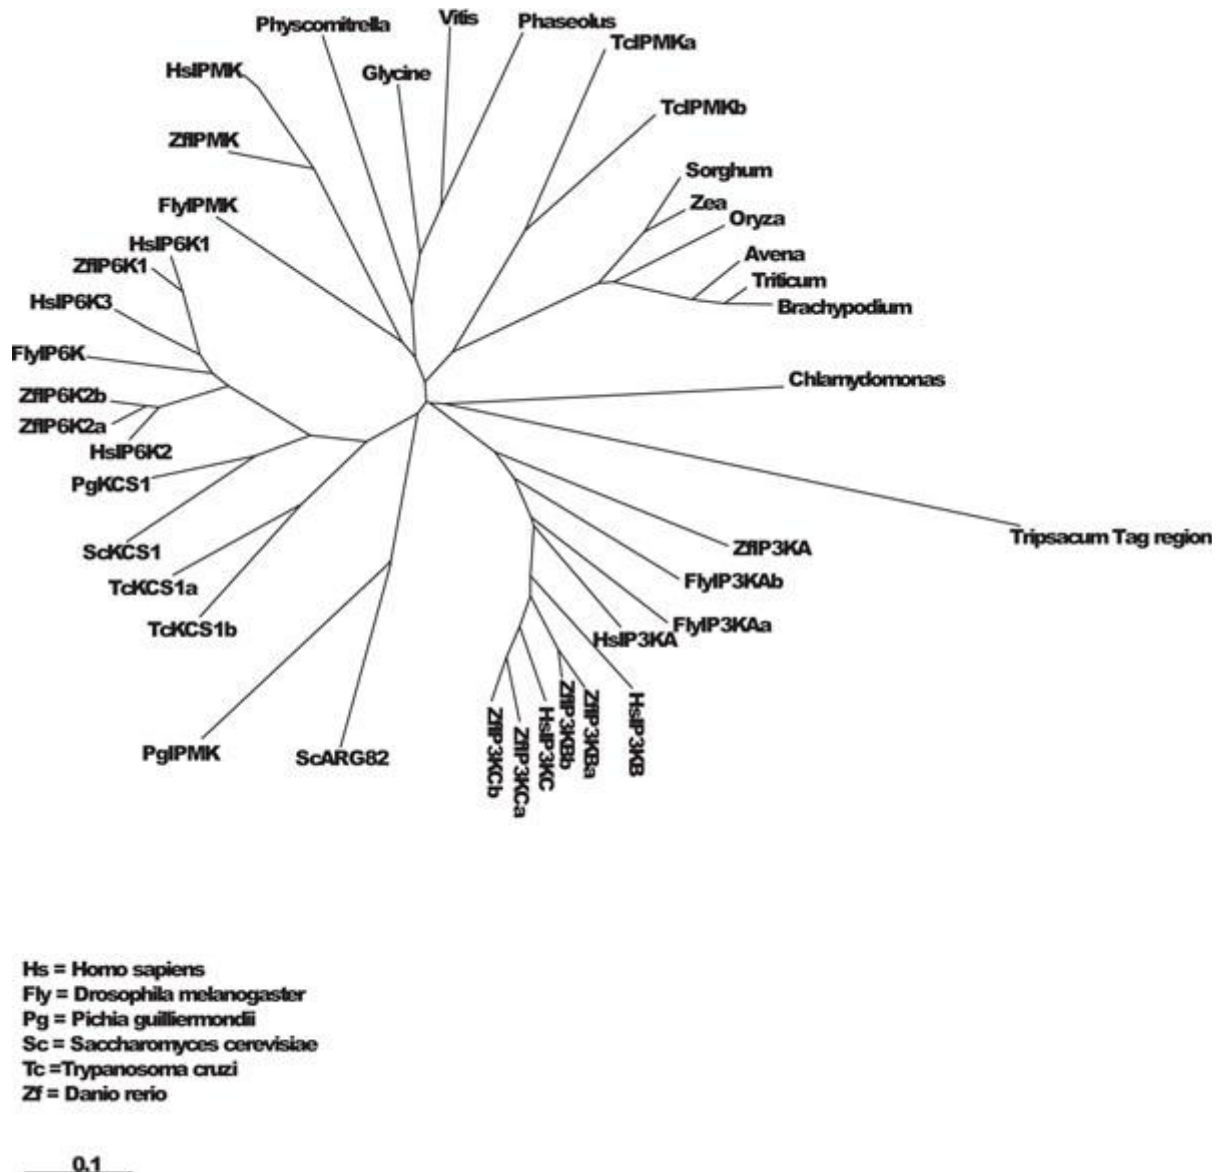 Physcomitrella
Vitis
Phaseolus
TcIPMKa
HsIPMK
Glycine
TcIPMKb
ZfIPMK
Sorghum
FlyIPMK
Zea
Oryza
HsIP6K1
Avena
ZfIP6K1
Triticum
HsIP6K3
Brachypodium
FlyIP6K
Chlamydomonas
ZfIP6K2b
ZfIP6K2a
HsIP6K2
PgKCS1
Tripsacum Tag region
ScKCS1
ZfIP3KA
TcKCS1a
FlyIP3KAb
TcKCS1b
FlyIP3KAa
HsIP3KA
PgIPMK
ScARG82
ZfIP3KCb
ZfIP3KCa
HsIP3KC
ZfIP3KBb
ZfIP3KBa
HsIP3KB
Hs = Homo sapiens
Fly = Drosophila melanogaster
Pg = Pichia guilliermondii
Sc = Saccharomyces cerevisiae
Tc =Trypanosoma cruzi
Zf = Danio rerio
0.1